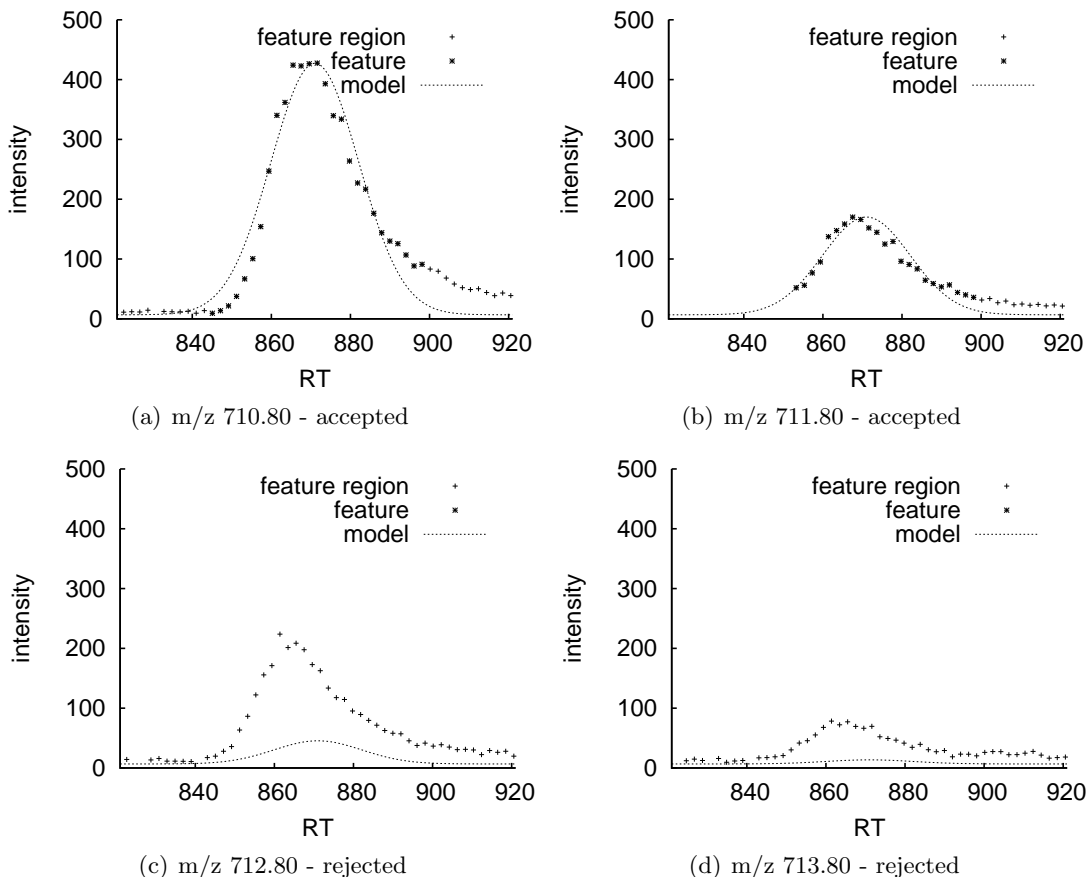 500
400
300
200
100
0
intensity
feature region
feature
model
840 860 880 900 920
RT
(a) m/z 710.80 - accepted
500
400
300
200
100
0
intensity
feature region
feature
model
840 860 880 900 920
RT
(b) m/z 711.80 - accepted
500
400
300
200
100
0
intensity
feature region
feature
model
840 860 880 900 920
RT
(c) m/z 712.80 - rejected
500
400
300
200
100
0
intensity
feature region
feature
model
840 860 880 900 920
RT
(d) m/z 713.80 - rejected